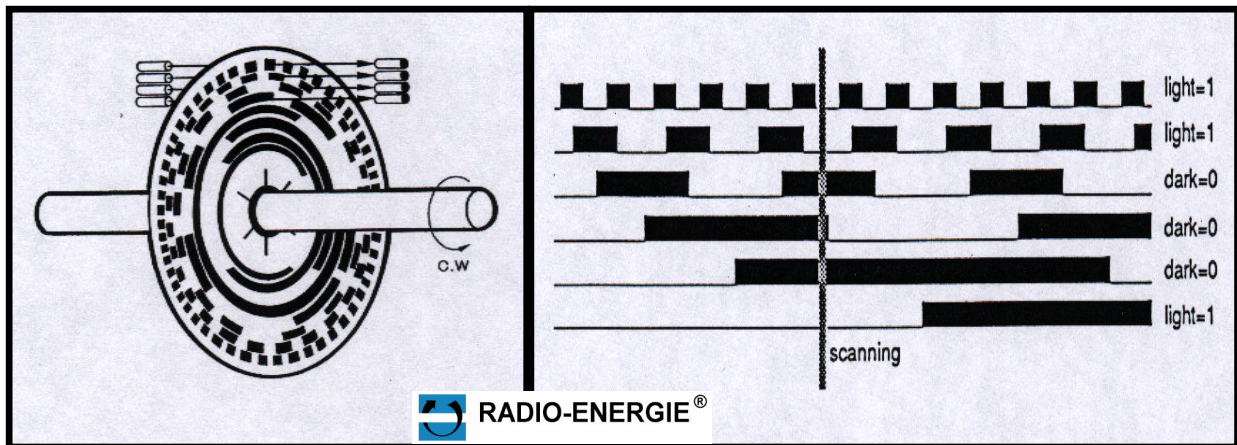 C.W
light=1
light=1
dark=0
dark=0
dark=0
light=1
scanning
RADIO-ENERGIE®